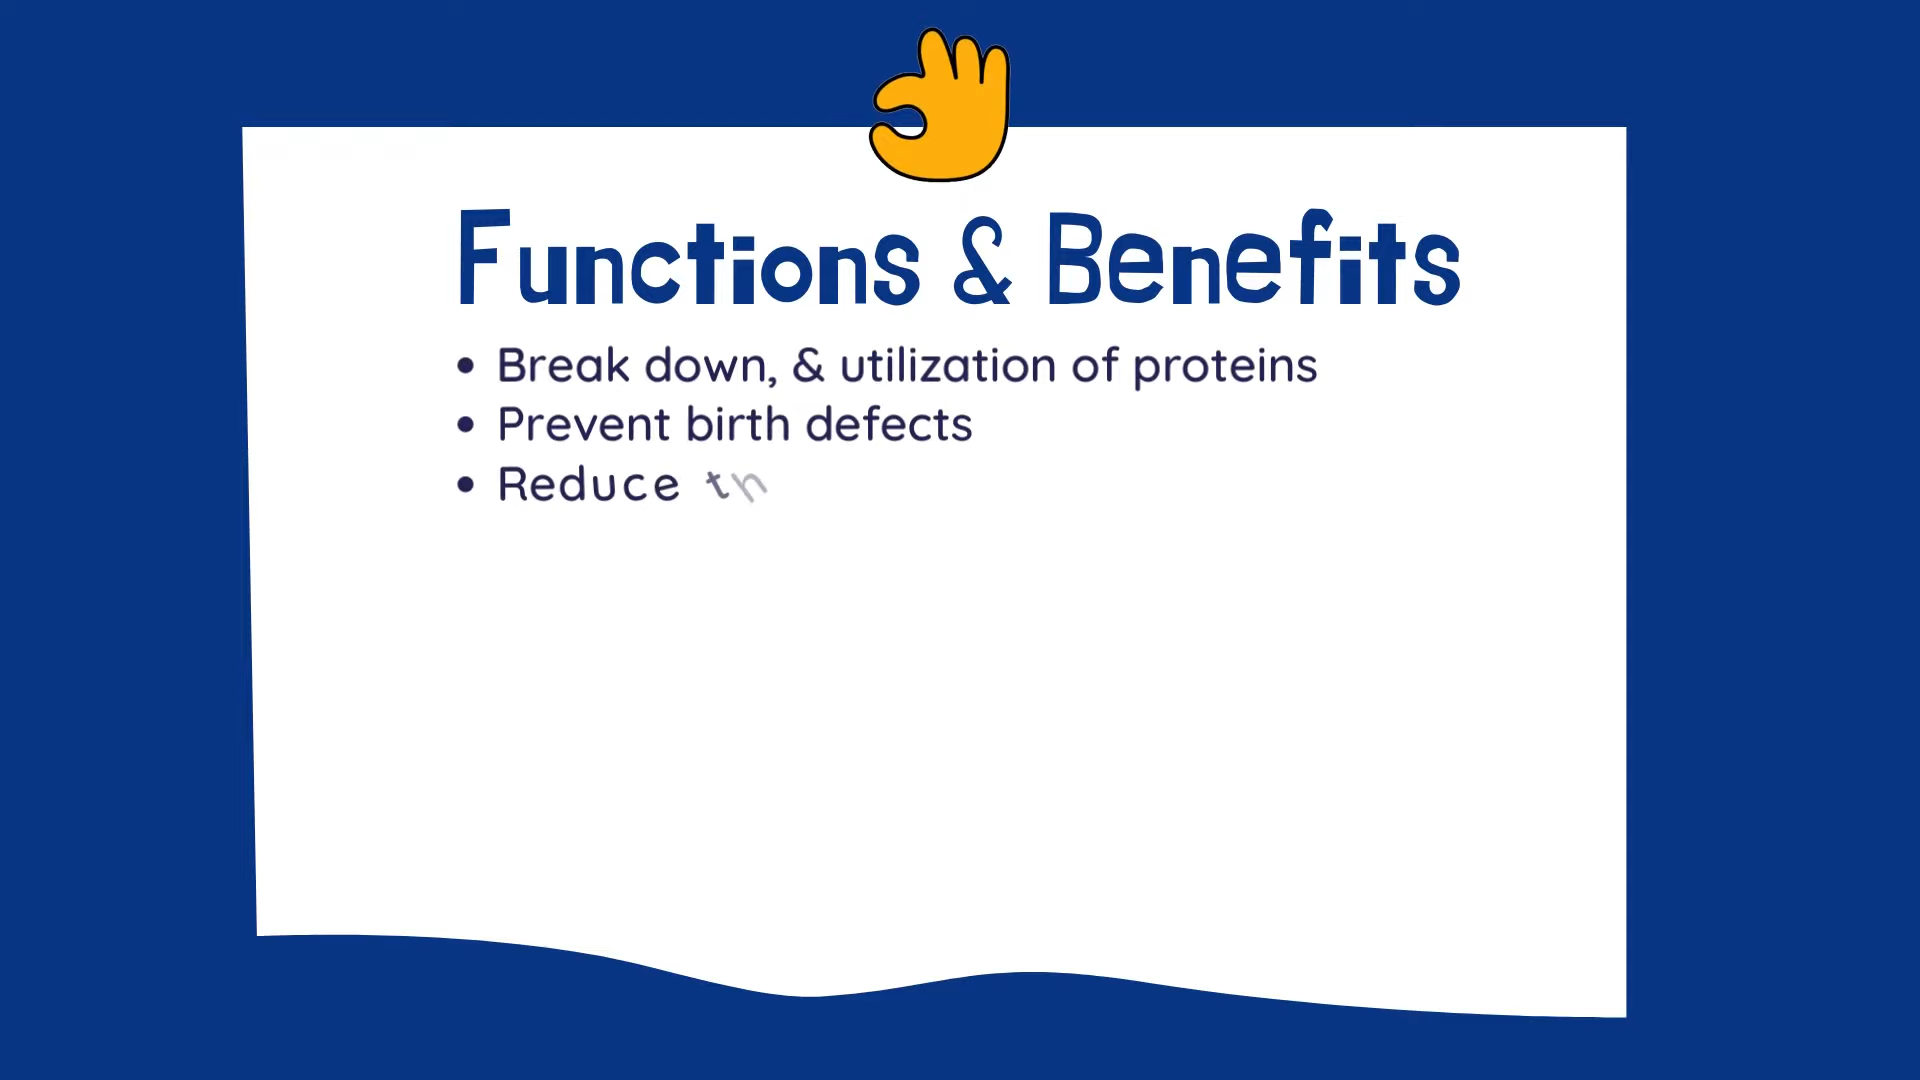 Functions & Benefits
• Break down, & utilization of proteins
• Prevent birth defects
• Reduce